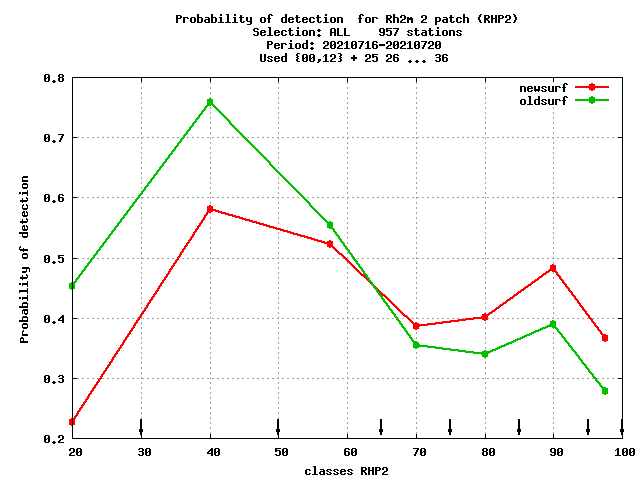 Probability of detection  for Rh2m 2 patch (RHP2)
Selection: ALL    957 stations
Period: 20210716-20210720
Used {00,12} + 25 26 ... 36
newsurf
oldsurf
0.8
0.7
0.6
0.5
0.4
0.3
0.2
Probability of detection
20 30 40 50 60 70 80 90 100
classes RHP2